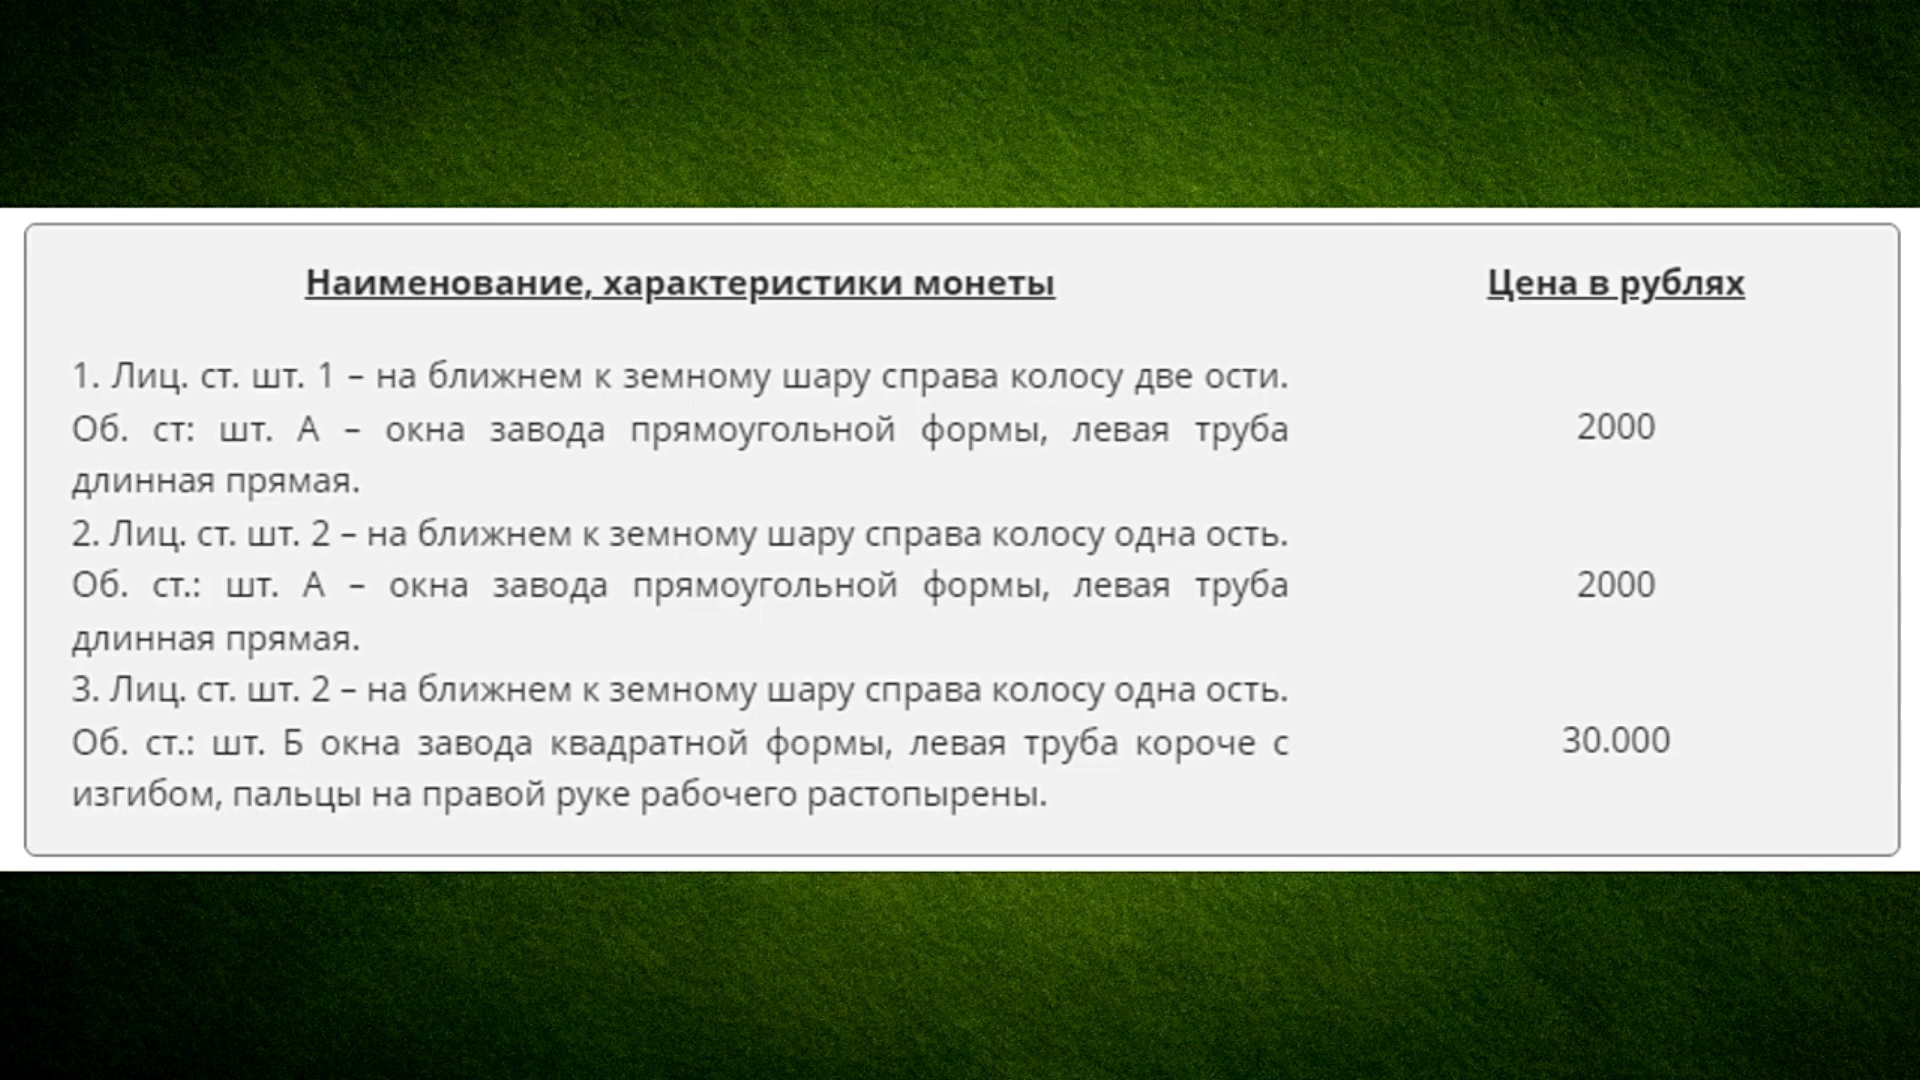 Наименование, характеристики монеты Цена в рублях
1. Лиц. ст. шт. 1 – на ближнем к земному шару справа колосу две ости.
Об. ст: шт. А – окна завода прямоугольной формы, левая труба 2000
длинная прямая.
2. Лиц. ст. шт. 2 – на ближнем к земному шару справа колосу одна ость.
Об. ст.: шт. А – окна завода прямоугольной формы, левая труба 2000
длинная прямая.
3. Лиц. ст. шт. 2 – на ближнем к земному шару справа колосу одна ость.
Об. ст.: шт. Б окна завода квадратной формы, левая труба короче с 30.000
изгибом, пальцы на правой руке рабочего растопырены.